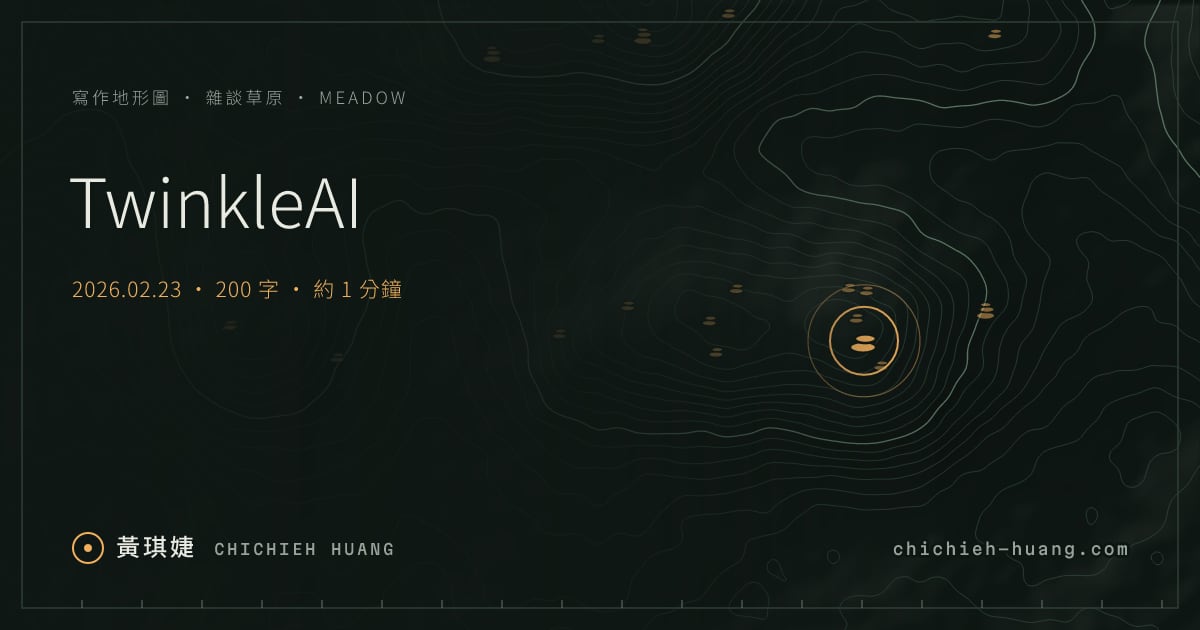 寫作地形圖 · 雜談草原 · MEADOW
TwinkleAI
2026.02.23 · 200 字 · 約 1 分鐘
黃琪婕 CHICHIEH HUANG
chichieh-huang.com